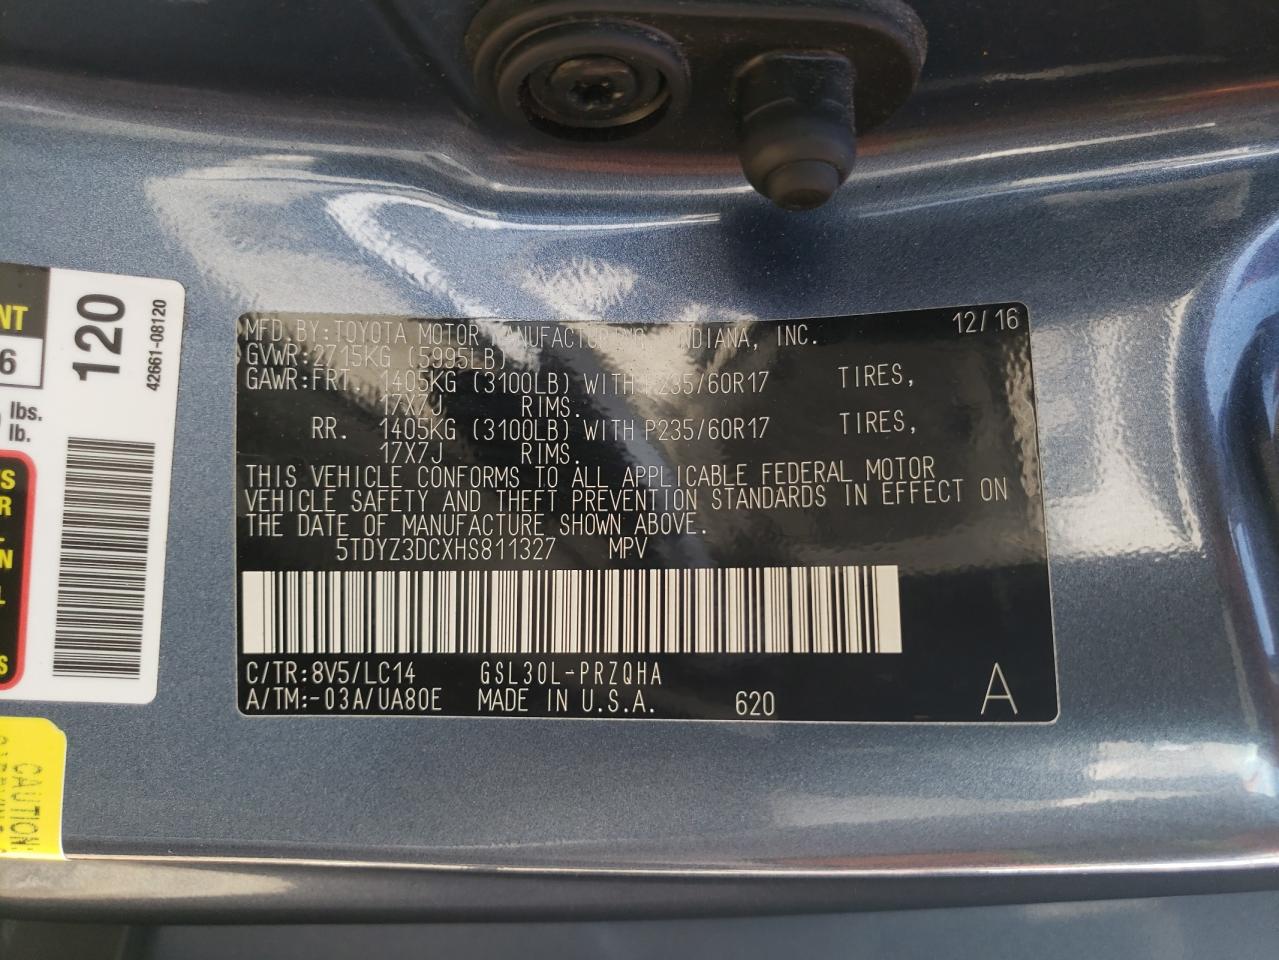 MFD.BY:TOYOTA MOTOR MANUFACTURING INDIANA, INC. 12/16
GVWR:2715KG (5995LB)
GAWR:FRT. 1405KG (3100LB) WITH P235/60R17 TIRES,
17X7J RIMS.
RR. 1405KG (3100LB) WITH P235/60R17 TIRES,
17X7J RIMS.
THIS VEHICLE CONFORMS TO ALL APPLICABLE FEDERAL MOTOR
VEHICLE SAFETY AND THEFT PREVENTION STANDARDS IN EFFECT ON
THE DATE OF MANUFACTURE SHOWN ABOVE.
5TDYZ3DCXHS811327 MPV
C/TR:8V5/LC14 GSL30L-PRZQHA
A/TM:-03A/UA80E MADE IN U.S.A. 620 A
120
42661-08120
NT
6
lbs.
lb.
TS
R
L
N
L
S
CAUTION: